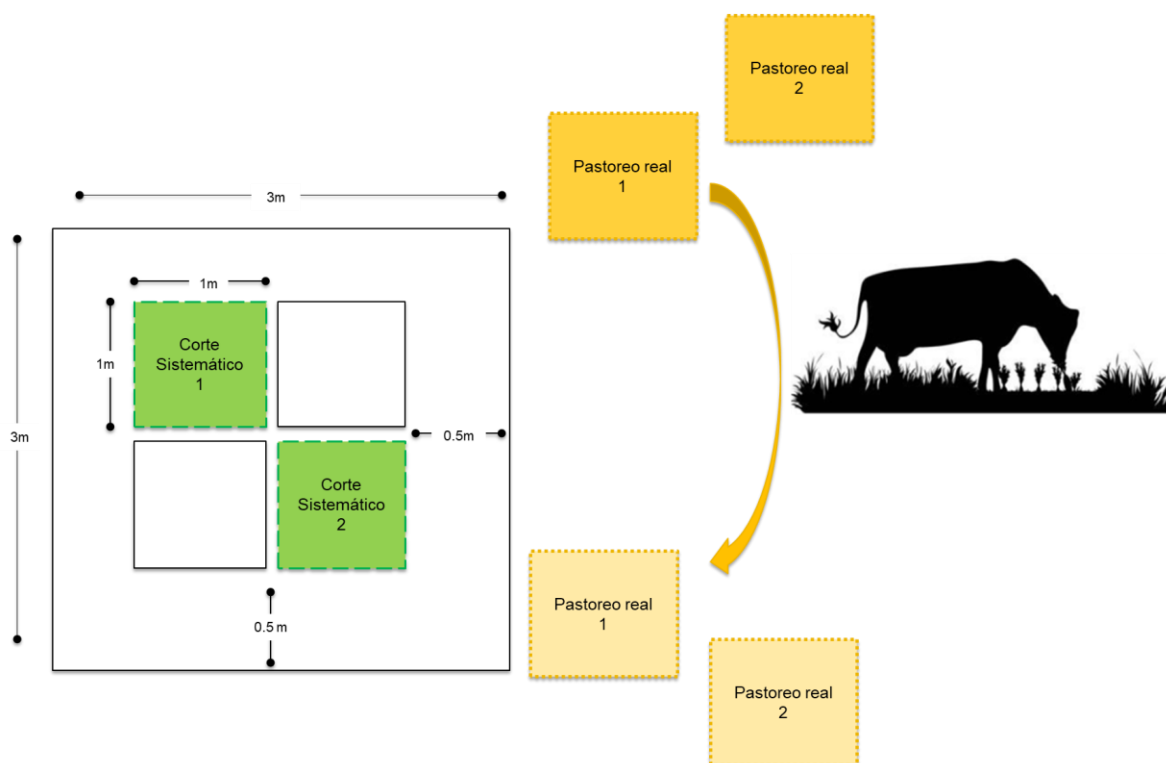 Pastoreo real
2
Pastoreo real
1
3m
1m
Corte
Sistemático
1
1m
3m
0.5m
Corte
Sistemático
2
Pastoreo real
1
0.5 m
Pastoreo real
2